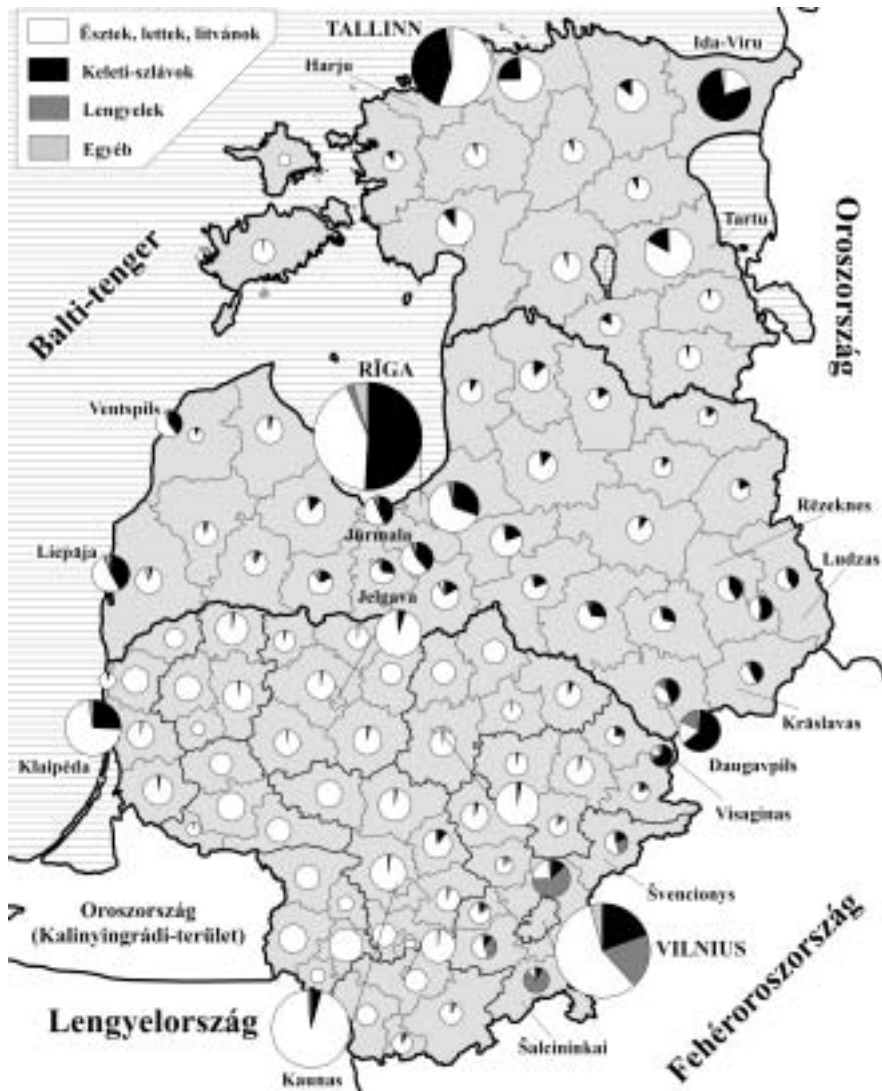 Észtek, lettek, litvánok
Keleti-szlávok
Lengyelek
Egyéb
TALLINN
Harju
Ida-Viru
Tartu
Oroszország
Balti-tenger
RĪGA
Ventspils
Rēzeknes
Liepāja
Jūrmala
Ludzas
Jelgava
Krāslavas
Klaipėda
Daugavpils
Visaginas
Švencionys
Oroszország
(Kalinyingrádi-terület)
VILNIUS
Fehéroroszország
Lengyelország
Šalcininkai
Kaunas